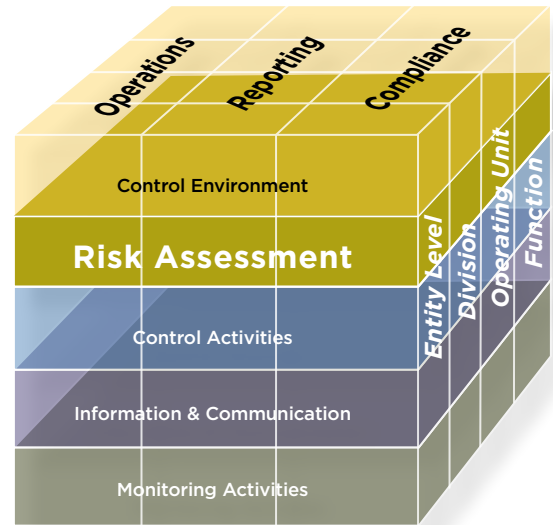 Operations
Reporting
Compliance
Control Environment
Risk Assessment
Control Activities
Information & Communication
Monitoring Activities
Entity Level
Division
Operating Unit
Function